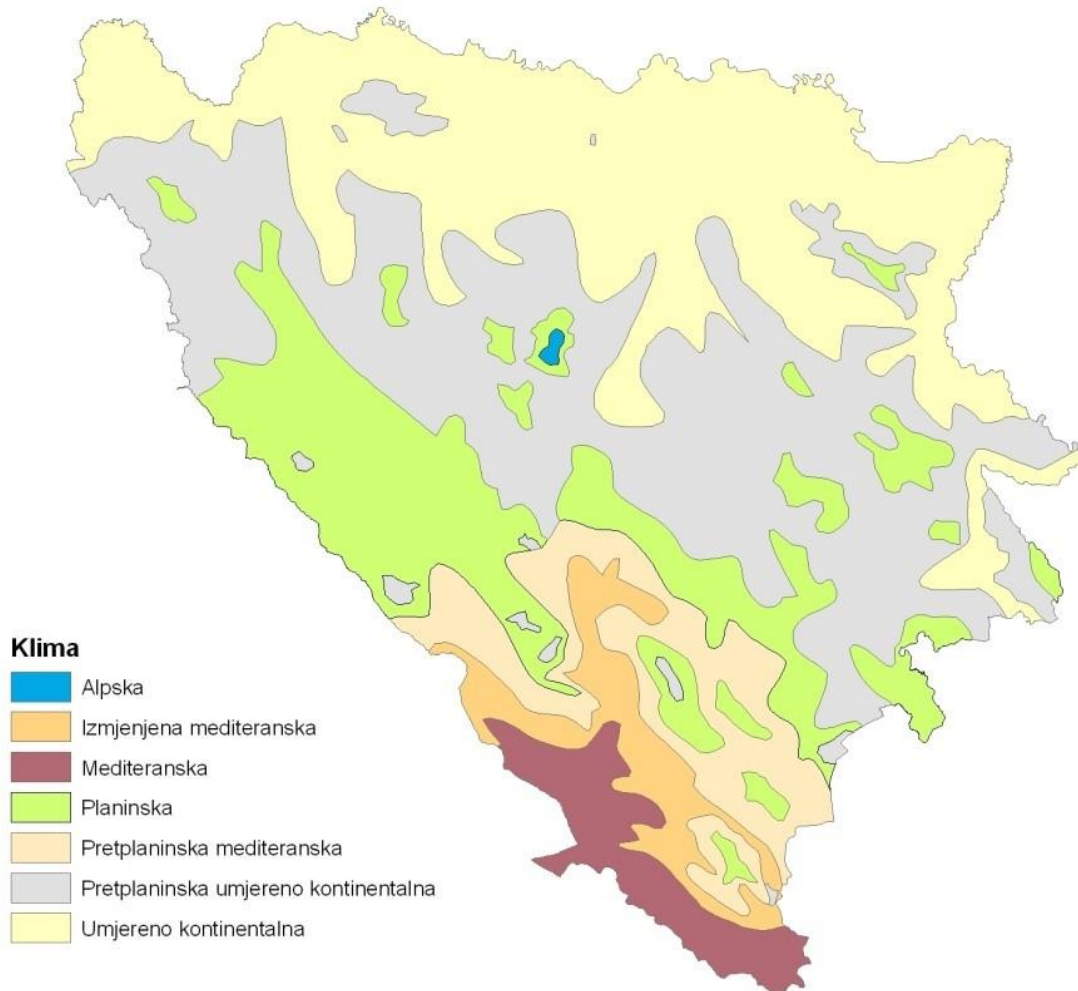 Klima
Alpska
Izmjenjena mediteranska
Mediteranska
Planinska
Pretplaninska mediteranska
Pretplaninska umjereno kontinentalna
Umjereno kontinentalna